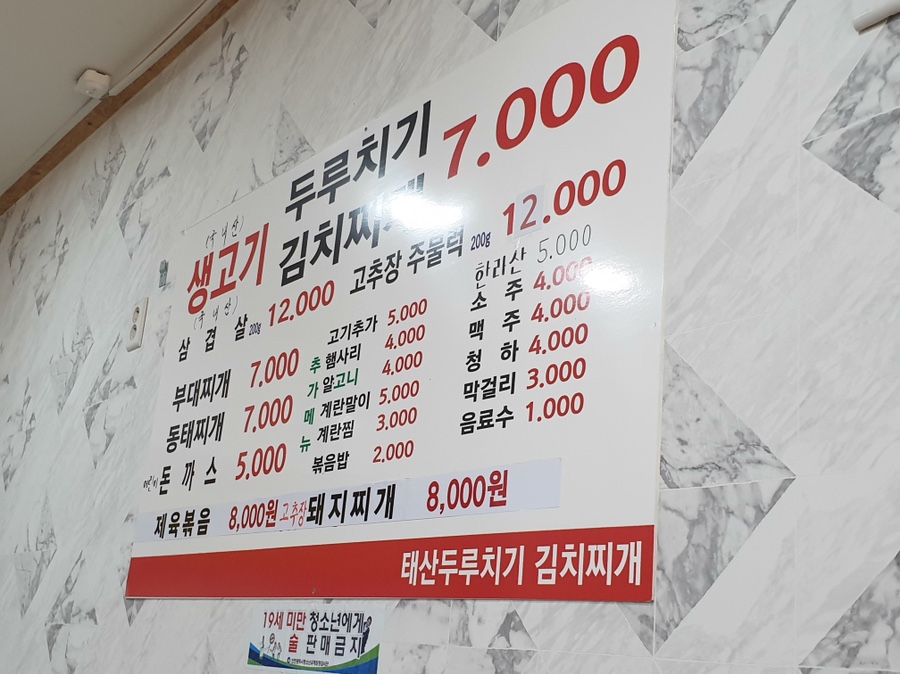 (국내산)
생고기 두루치기 김치찌개 7.000
(국내산)
삼겹살 200g 12.000 고추장 주물럭 200g 12.000
부대찌개 7.000
동태찌개 7.000
어린이 돈까스 5,000
추가메뉴
고기추가 5.000
햄사리 4.000
알고니 4,000
계란말이 5.000
계란찜 3.000
볶음밥 2,000
한라산 5.000
소주 4.000
맥주 4.000
청하 4.000
막걸리 3.000
음료수 1.000
제육볶음 8,000원 고추장 돼지찌개 8,000원
태산두루치기 김치찌개
19세 미만 청소년에게
술 판매금지